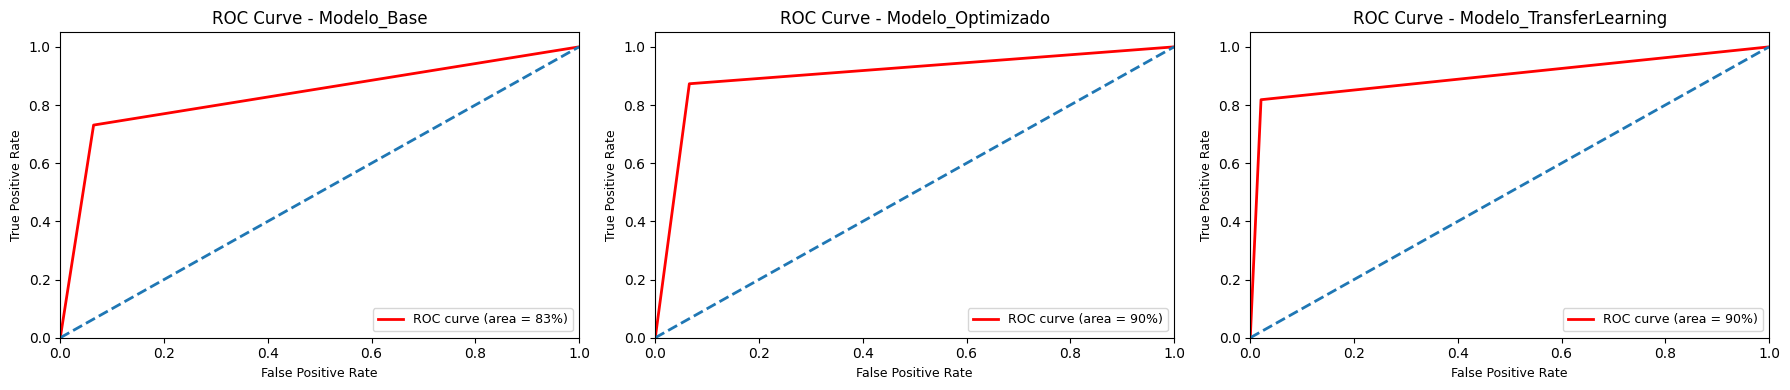 ROC Curve - Modelo_Base
True Positive Rate
1.0
0.8
0.6
0.4
0.2
0.0
ROC curve (area = 83%)
0.0 0.2 0.4 0.6 0.8 1.0
False Positive Rate
ROC Curve - Modelo_Optimizado
True Positive Rate
1.0
0.8
0.6
0.4
0.2
0.0
ROC curve (area = 90%)
0.0 0.2 0.4 0.6 0.8 1.0
False Positive Rate
ROC Curve - Modelo_TransferLearning
True Positive Rate
1.0
0.8
0.6
0.4
0.2
0.0
ROC curve (area = 90%)
0.0 0.2 0.4 0.6 0.8 1.0
False Positive Rate